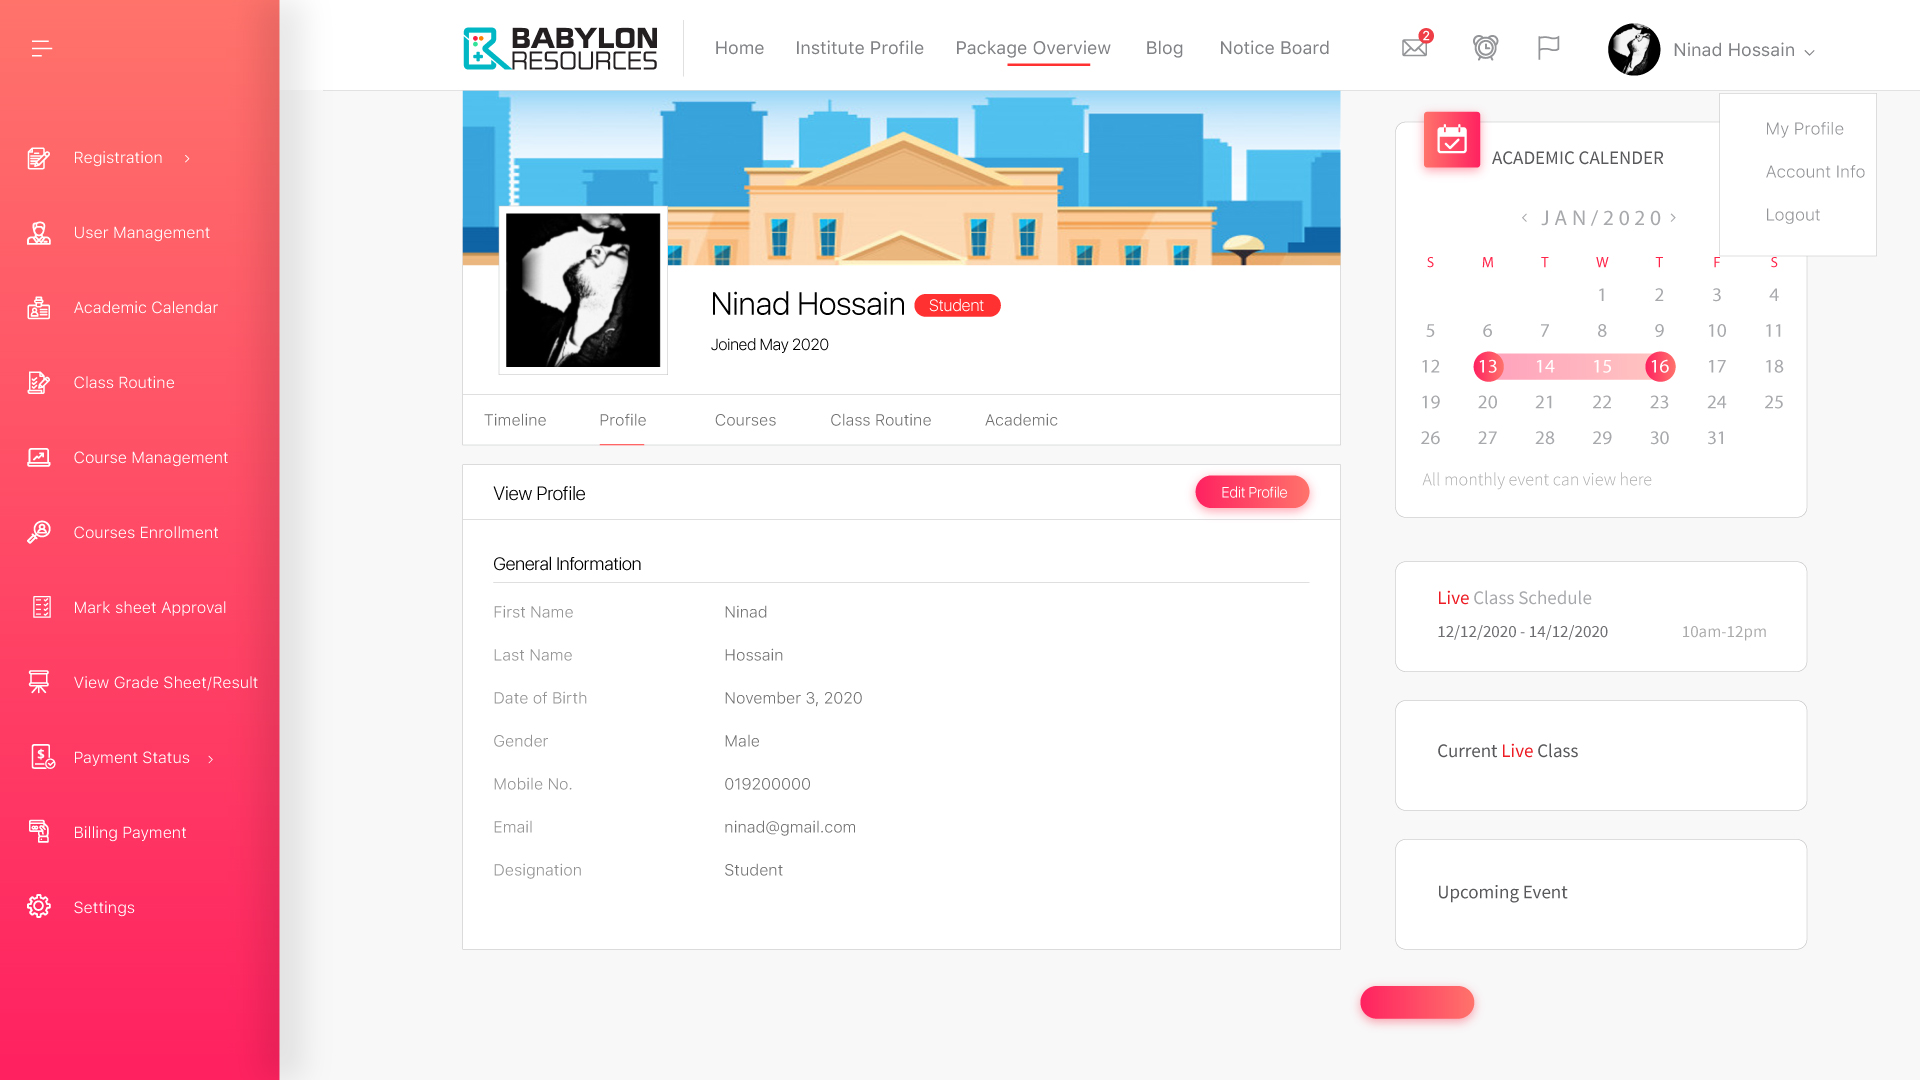 BABYLON
RESOURCES
Home
Institute Profile
Package Overview
Blog
Notice Board
2
Ninad Hossain
My Profile
Account Info
Logout
Registration
User Management
Academic Calendar
Class Routine
Course Management
Courses Enrollment
Mark sheet Approval
View Grade Sheet/Result
Payment Status
Billing Payment
Settings
Ninad Hossain Student
Joined May 2020
Timeline Profile Courses Class Routine Academic
View Profile
Edit Profile
General Information
First Name Ninad
Last Name Hossain
Date of Birth November 3, 2020
Gender Male
Mobile No. 019200000
Email ninad@gmail.com
Designation Student
ACADEMIC CALENDER
< JAN/2020 >
S M T W T F S
1 2 3 4
5 6 7 8 9 10 11
12 13 14 15 16 17 18
19 20 21 22 23 24 25
26 27 28 29 30 31
All monthly event can view here
Live Class Schedule
12/12/2020 - 14/12/2020 10am-12pm
Current Live Class
Upcoming Event